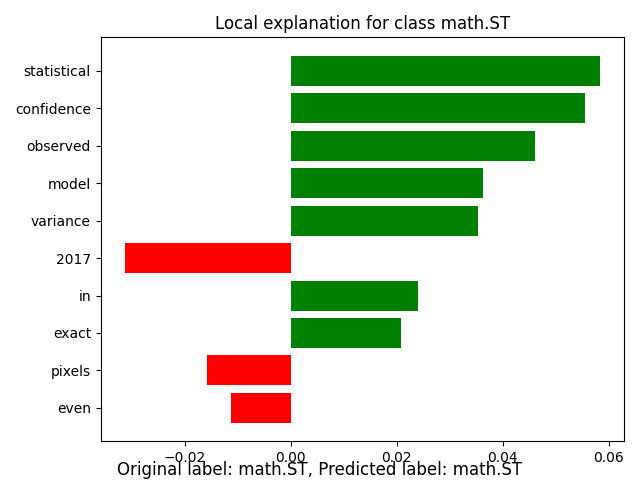 Local explanation for class math.ST
statistical
confidence
observed
model
variance
2017
in
exact
pixels
even
−0.02 0.00 0.02 0.04 0.06
Original label: math.ST, Predicted label: math.ST